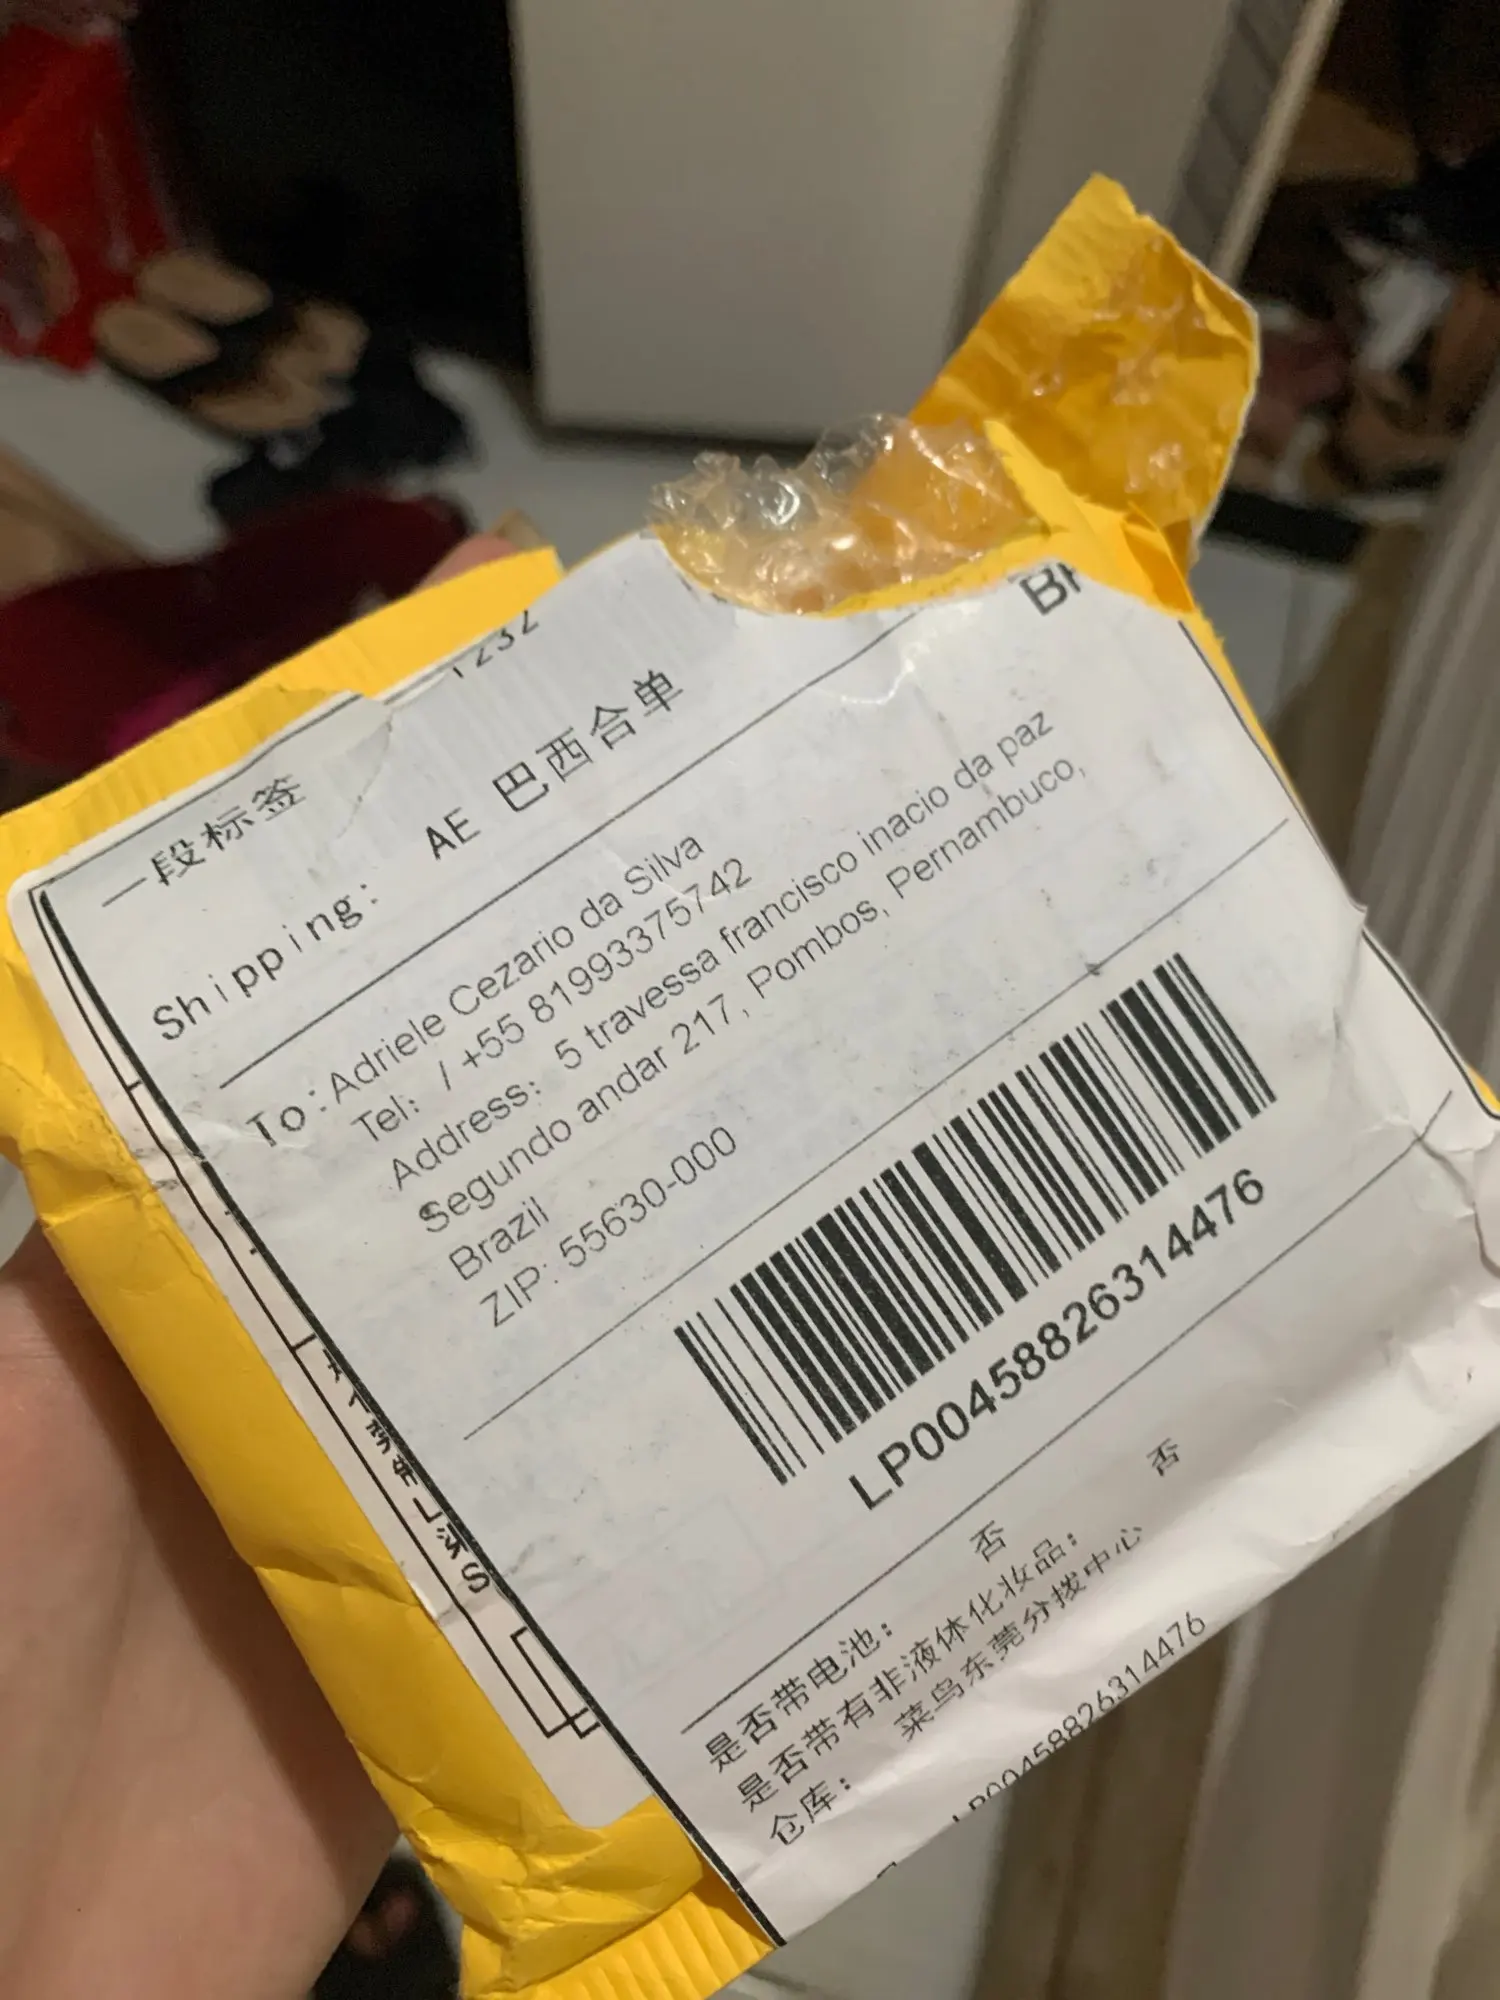 1232
BR
一段标签
Shipping: AE 巴西合单
To: Adriele Cezario da Silva
Tel: / +55 81993375742
Address: 5 travessa francisco inacio da paz
Segundo andar 217, Pombos, Pernambuco,
Brazil
ZIP: 55630-000
LP00458826314476
是否带电池: 否
是否带有非液体化妆品: 否
仓库: 菜鸟东莞分拨中心
LP00458826314476